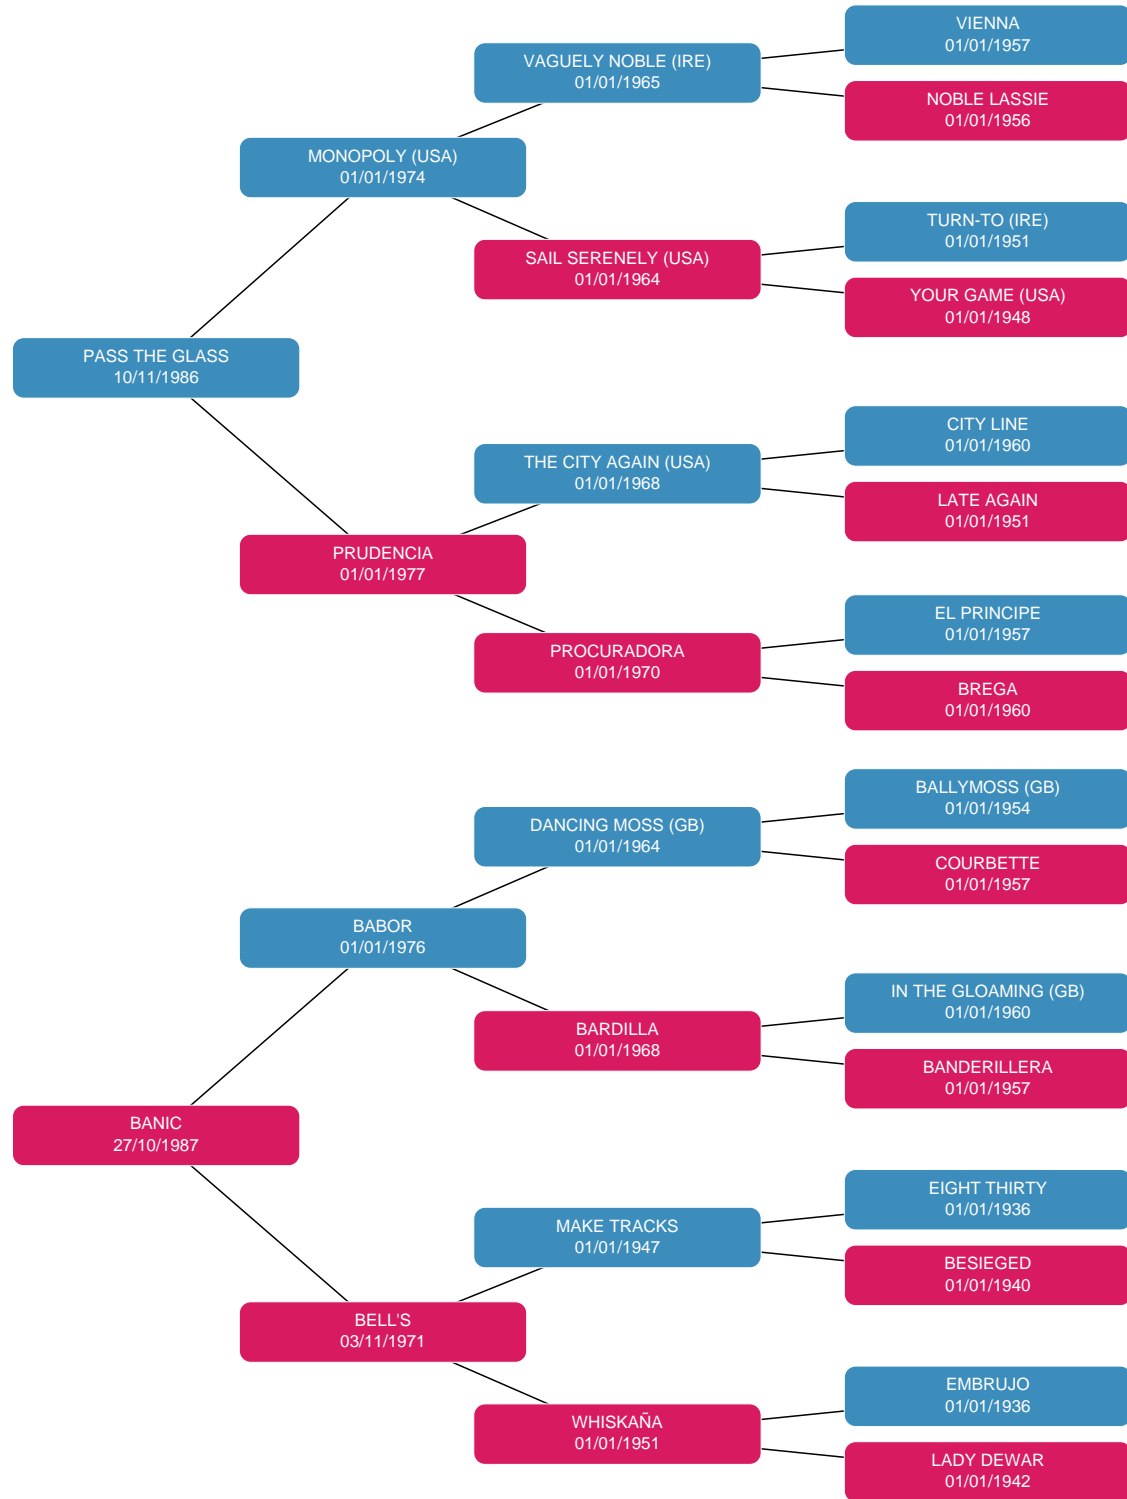 VIENNA
01/01/1957
VAGUELY NOBLE (IRE)
01/01/1965
NOBLE LASSIE
01/01/1956
MONOPOLY (USA)
01/01/1974
TURN-TO (IRE)
01/01/1951
SAIL SERENELY (USA)
01/01/1964
YOUR GAME (USA)
01/01/1948
PASS THE GLASS
10/11/1986
CITY LINE
01/01/1960
THE CITY AGAIN (USA)
01/01/1968
LATE AGAIN
01/01/1951
PRUDENCIA
01/01/1977
EL PRINCIPE
01/01/1957
PROCURADORA
01/01/1970
BREGA
01/01/1960
BALLYMOSS (GB)
01/01/1954
DANCING MOSS (GB)
01/01/1964
COURBETTE
01/01/1957
BABOR
01/01/1976
IN THE GLOAMING (GB)
01/01/1960
BARDILLA
01/01/1968
BANDERILLERA
01/01/1957
BANIC
27/10/1987
EIGHT THIRTY
01/01/1936
MAKE TRACKS
01/01/1947
BESIEGED
01/01/1940
BELL'S
03/11/1971
EMBRUJO
01/01/1936
WHISKAÑA
01/01/1951
LADY DEWAR
01/01/1942